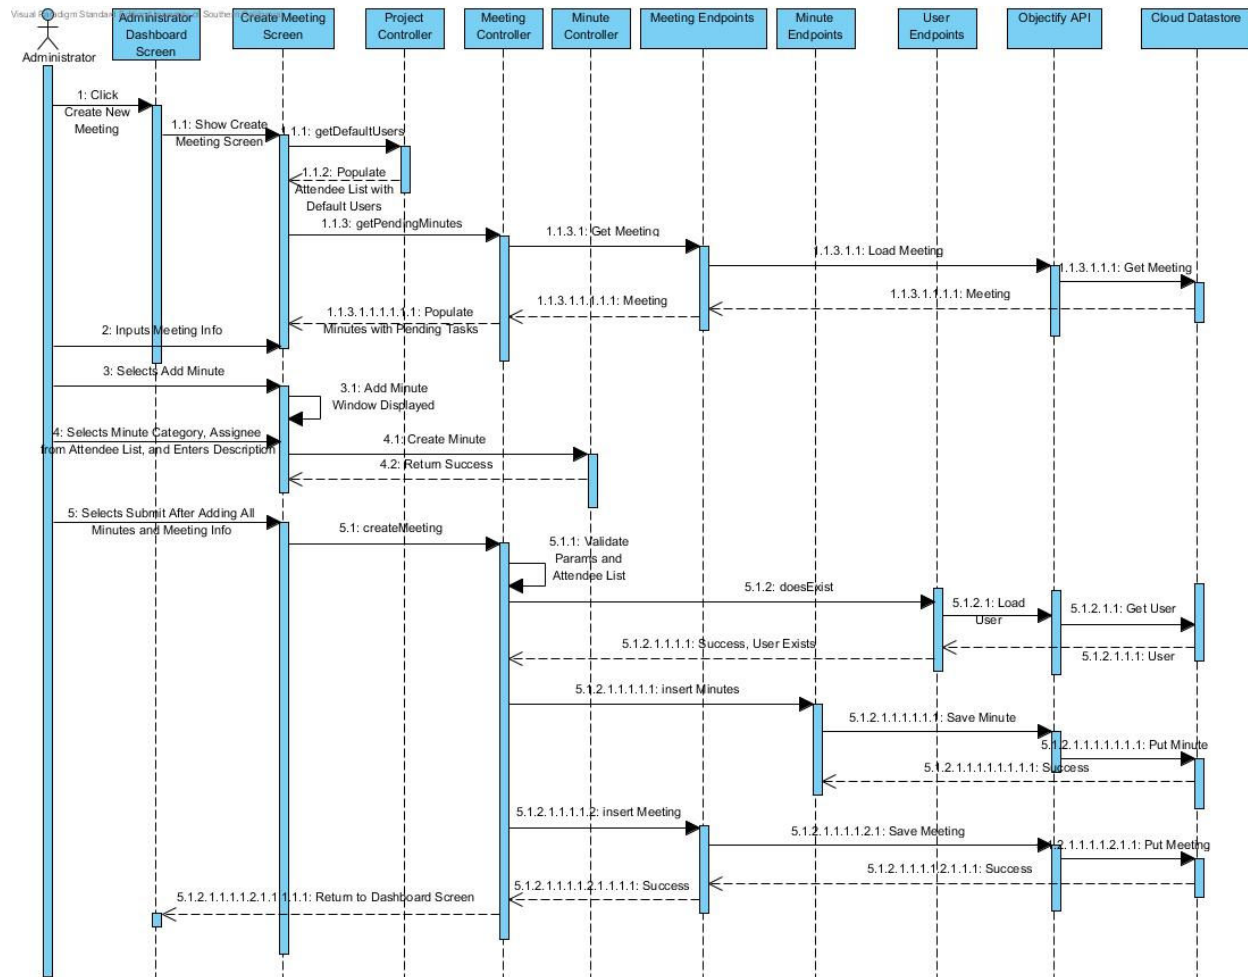 Visual Paradigm Standard Southern
Administrator
Administrator
Dashboard
Screen
Create Meeting
Screen
Project
Controller
Meeting
Controller
Minute
Controller
Meeting Endpoints
Minute
Endpoints
User
Endpoints
Objectify API
Cloud Datastore
1: Click
Create New
Meeting
1.1: Show Create
Meeting Screen
1.1: getDefaultUsers
1.1.2: Populate
Attendee List with
Default Users
1.1.3: getPendingMinutes
1.1.3.1: Get Meeting
1.1.3.1.1: Load Meeting
1.1.3.1.1.1: Get Meeting
1.1.3.1.1.1.1: Meeting
1.1.3.1.1.1.1.1: Meeting
1.1.3.1.1.1.1.1.1: Populate
Minutes with Pending Tasks
2: Inputs Meeting Info
3: Selects Add Minute
3.1: Add Minute
Window Displayed
4: Selects Minute Category, Assignee
from Attendee List, and Enters Description
4.1: Create Minute
4.2: Return Success
5: Selects Submit After Adding All
Minutes and Meeting Info
5.1: createMeeting
5.1.1: Validate
Params and
Attendee List
5.1.2: doesExist
5.1.2.1: Load
User
5.1.2.1.1: Get User
5.1.2.1.1.1: User
5.1.2.1.1.1.1: Success, User Exists
5.1.2.1.1.1.1.1: insert Minutes
5.1.2.1.1.1.1.1.1: Save Minute
5.1.2.1.1.1.1.1.1.1: Put Minute
5.1.2.1.1.1.1.1.1.1.1: Success
5.1.2.1.1.1.1.2: insert Meeting
5.1.2.1.1.1.1.2.1: Save Meeting
.2.1.1.1.1.2.1.1: Put Meeting
5.1.2.1.1.1.1.2.1.1.1: Success
5.1.2.1.1.1.1.2.1.1.1.1: Success
5.1.2.1.1.1.1.2.1.1.1.1.1: Return to Dashboard Screen